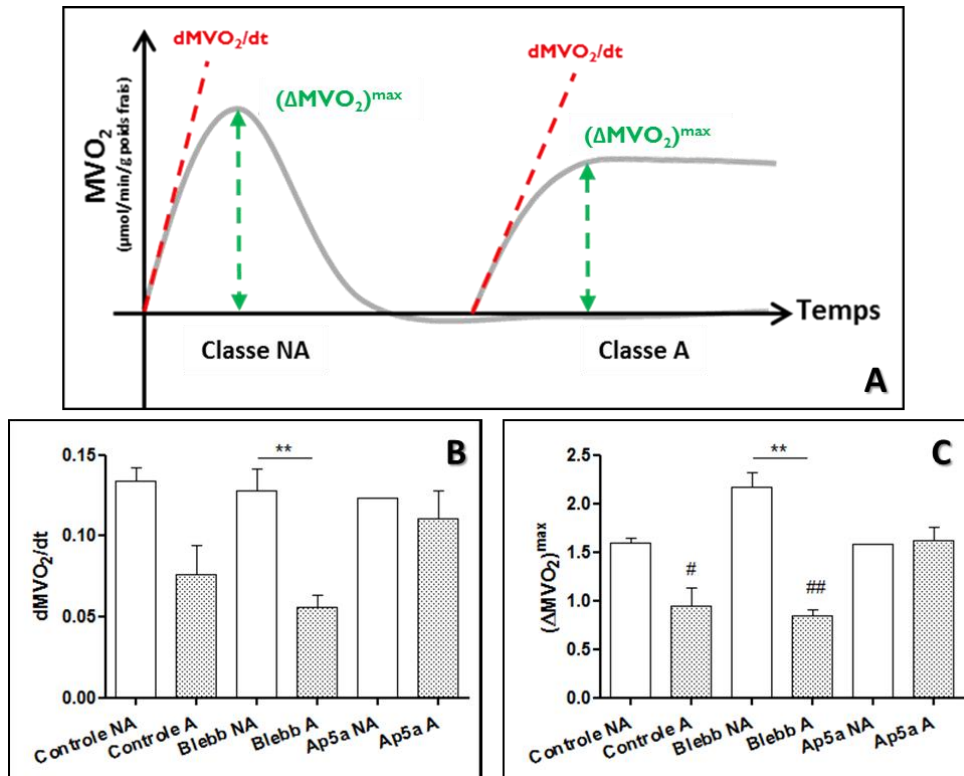 dMVO₂/dt
dMVO₂/dt
(ΔMVO₂)ᵐᵃˣ
(ΔMVO₂)ᵐᵃˣ
MVO₂
(µmol/min/g poids frais)
Temps
Classe NA
Classe A
A
B
**
0.15
0.10
0.05
0.00
dMVO₂/dt
Controle NA
Controle A
Blebb NA
Blebb A
Ap5a NA
Ap5a A
C
**
#
##
2.5
2.0
1.5
1.0
0.5
0.0
(ΔMVO₂)ᵐᵃˣ
Controle NA
Controle A
Blebb NA
Blebb A
Ap5a NA
Ap5a A